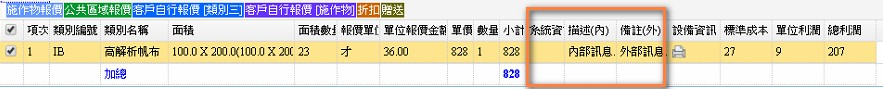 施作物報價 公共區域報價 客戶自行報價 [類別三] 客戶自行報價 [施作物] 折扣 贈送
項次 類別編號 類別名稱 面積 面積數量 報價單位 單位報價金額 單價 數量 小計 系統資 描述(內) 備註(外) 設備資訊 標準成本 單位利潤 總利潤
1 IB 高解析帆布 100.0 X 200.0(100.0 X 200 23 才 36.00 828 1 828 內部訊息.. 外部訊息.. 27 9 207
加總 828